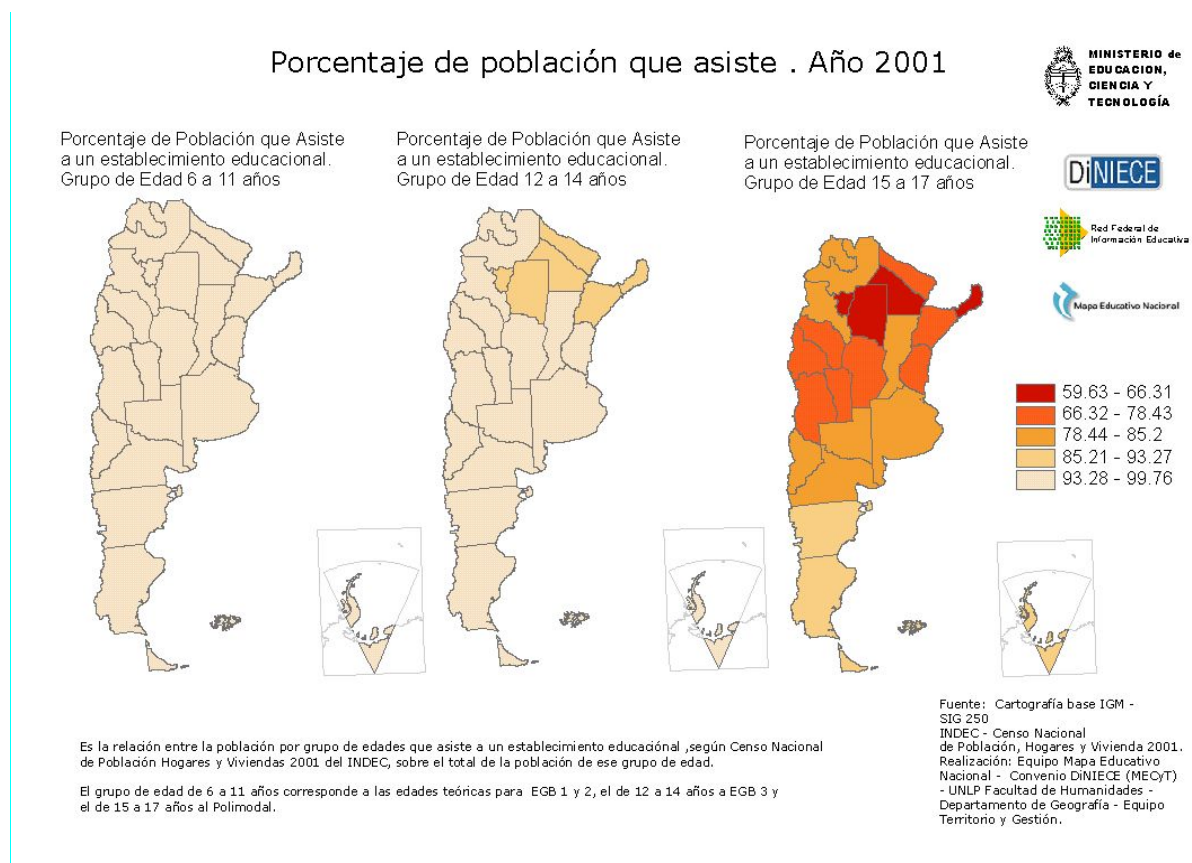 Porcentaje de población que asiste . Año 2001
MINISTERIO de
EDUCACION,
CIENCIA Y
TECNOLOGÍA
Porcentaje de Población que Asiste
a un establecimiento educacional.
Grupo de Edad 6 a 11 años
Porcentaje de Población que Asiste
a un establecimiento educacional.
Grupo de Edad 12 a 14 años
Porcentaje de Población que Asiste
a un establecimiento educacional.
Grupo de Edad 15 a 17 años
DiNIECE
Red Federal de
Información Educativa
Mapa Educativo Nacional
59.63 - 66.31
66.32 - 78.43
78.44 - 85.2
85.21 - 93.27
93.28 - 99.76
Es la relación entre la población por grupo de edades que asiste a un establecimiento educaciónal ,según Censo Nacional
de Población Hogares y Viviendas 2001 del INDEC, sobre el total de la población de ese grupo de edad.
El grupo de edad de 6 a 11 años corresponde a las edades teóricas para  EGB 1 y 2, el de 12 a 14 años a EGB 3 y
el de 15 a 17 años al Polimodal.
Fuente:  Cartografía base IGM -
SIG 250
INDEC - Censo Nacional
de Población, Hogares y Vivienda 2001.
Realización: Equipo Mapa Educativo
Nacional -  Convenio DiNIECE (MECyT)
- UNLP Facultad de Humanidades -
Departamento de Geografía - Equipo
Territorio y Gestión.